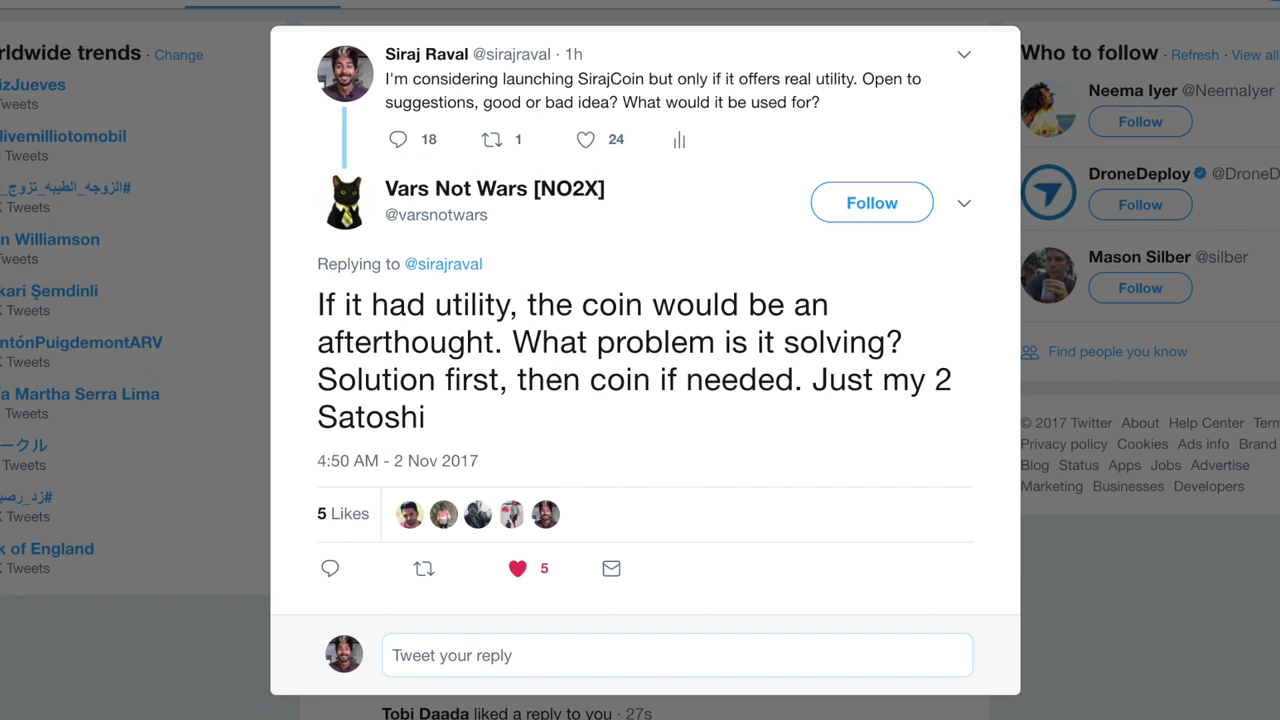 rldwide trends · Change
izJueves
Tweets
livemilliotomobil
Tweets
#الزوجه_الطيبه_تزوج_
K Tweets
n Williamson
Tweets
kari Şemdinli
K Tweets
ntónPuigdemontARV
K Tweets
a Martha Serra Lima
Tweets
ークル
Tweets
#زد_رصي
K Tweets
k of England
K Tweets
Siraj Raval @sirajraval · 1h
I'm considering launching SirajCoin but only if it offers real utility. Open to
suggestions, good or bad idea? What would it be used for?
18 1 24
Vars Not Wars [NO2X]
@varsnotwars
Follow
Replying to @sirajraval
If it had utility, the coin would be an
afterthought. What problem is it solving?
Solution first, then coin if needed. Just my 2
Satoshi
4:50 AM - 2 Nov 2017
5 Likes
5
Tweet your reply
Tobi Daada liked a reply to you · 27s
Who to follow · Refresh · View all
Neema Iyer @NeemaIyer
Follow
DroneDeploy @DroneD
Follow
Mason Silber @silber
Follow
Find people you know
© 2017 Twitter About Help Center Term
Privacy policy Cookies Ads info Brand
Blog Status Apps Jobs Advertise
Marketing Businesses Developers